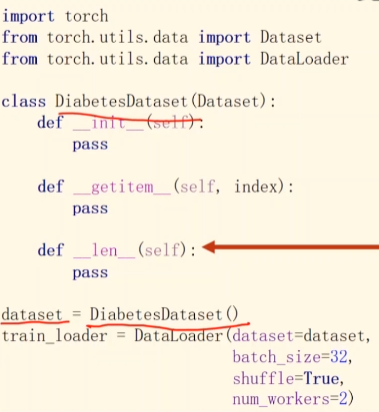 import torch
from torch.utils.data import Dataset
from torch.utils.data import DataLoader
class DiabetesDataset(Dataset):
def __init__(self):
pass
def __getitem__(self, index):
pass
def __len__(self):
pass
dataset = DiabetesDataset()
train_loader = DataLoader(dataset=dataset,
batch_size=32,
shuffle=True,
num_workers=2)